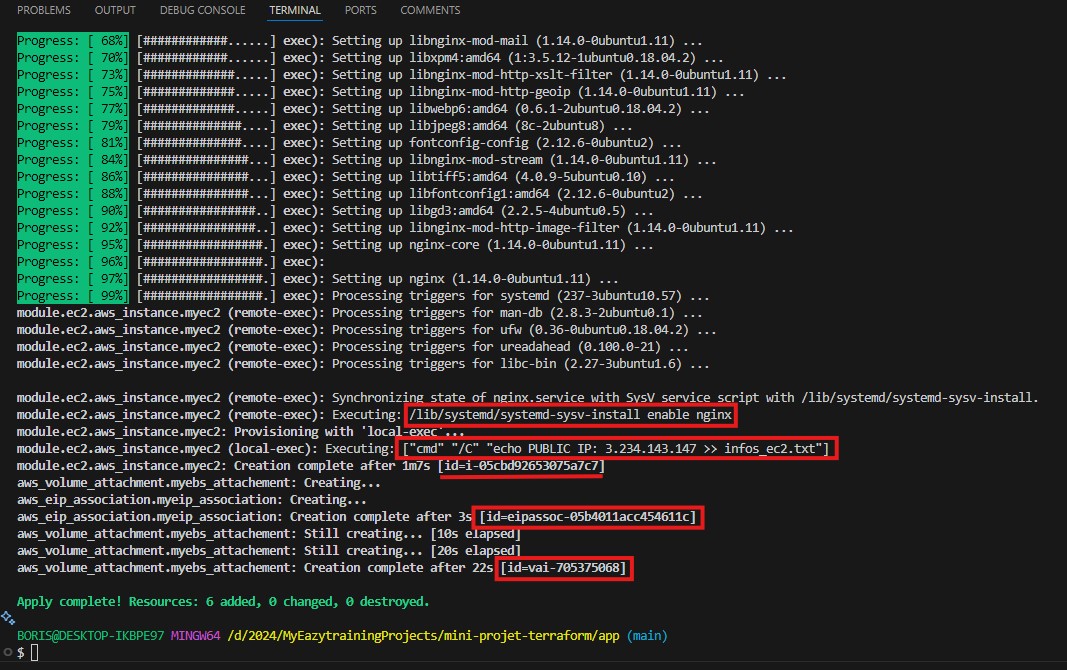 PROBLEMS OUTPUT DEBUG CONSOLE TERMINAL PORTS COMMENTS
Progress: [ 68%] [############......] exec): Setting up libnginx-mod-mail (1.14.0-0ubuntu1.11) ...
Progress: [ 70%] [############......] exec): Setting up libxpm4:amd64 (1:3.5.12-1ubuntu0.18.04.2) ...
Progress: [ 73%] [#############.....] exec): Setting up libnginx-mod-http-xslt-filter (1.14.0-0ubuntu1.11) ...
Progress: [ 75%] [#############.....] exec): Setting up libnginx-mod-http-geoip (1.14.0-0ubuntu1.11) ...
Progress: [ 77%] [#############.....] exec): Setting up libwebp6:amd64 (0.6.1-2ubuntu0.18.04.2) ...
Progress: [ 79%] [##############....] exec): Setting up libjpeg8:amd64 (8c-2ubuntu8) ...
Progress: [ 81%] [##############....] exec): Setting up fontconfig-config (2.12.6-0ubuntu2) ...
Progress: [ 84%] [###############...] exec): Setting up libnginx-mod-stream (1.14.0-0ubuntu1.11) ...
Progress: [ 86%] [###############...] exec): Setting up libtiff5:amd64 (4.0.9-5ubuntu0.10) ...
Progress: [ 88%] [###############...] exec): Setting up libfontconfig1:amd64 (2.12.6-0ubuntu2) ...
Progress: [ 90%] [################..] exec): Setting up libgd3:amd64 (2.2.5-4ubuntu0.5) ...
Progress: [ 92%] [################..] exec): Setting up libnginx-mod-http-image-filter (1.14.0-0ubuntu1.11) ...
Progress: [ 95%] [#################.] exec): Setting up nginx-core (1.14.0-0ubuntu1.11) ...
Progress: [ 96%] [#################.] exec):
Progress: [ 97%] [#################.] exec): Setting up nginx (1.14.0-0ubuntu1.11) ...
Progress: [ 99%] [#################.] exec): Processing triggers for systemd (237-3ubuntu10.57) ...
module.ec2.aws_instance.myec2 (remote-exec): Processing triggers for man-db (2.8.3-2ubuntu0.1) ...
module.ec2.aws_instance.myec2 (remote-exec): Processing triggers for ufw (0.36-0ubuntu0.18.04.2) ...
module.ec2.aws_instance.myec2 (remote-exec): Processing triggers for ureadahead (0.100.0-21) ...
module.ec2.aws_instance.myec2 (remote-exec): Processing triggers for libc-bin (2.27-3ubuntu1.6) ...
module.ec2.aws_instance.myec2 (remote-exec): Synchronizing state of nginx.service with SysV service script with /lib/systemd/systemd-sysv-install.
module.ec2.aws_instance.myec2 (remote-exec): Executing: /lib/systemd/systemd-sysv-install enable nginx
module.ec2.aws_instance.myec2: Provisioning with 'local-exec'...
module.ec2.aws_instance.myec2 (local-exec): Executing: ["cmd" "/C" "echo PUBLIC IP: 3.234.143.147 >> infos_ec2.txt"]
module.ec2.aws_instance.myec2: Creation complete after 1m7s [id=i-05cbd92653075a7c7]
aws_volume_attachment.myebs_attachement: Creating...
aws_eip_association.myeip_association: Creating...
aws_eip_association.myeip_association: Creation complete after 3s [id=eipassoc-05b4011acc454611c]
aws_volume_attachment.myebs_attachement: Still creating... [10s elapsed]
aws_volume_attachment.myebs_attachement: Still creating... [20s elapsed]
aws_volume_attachment.myebs_attachement: Creation complete after 22s [id=vai-705375068]
Apply complete! Resources: 6 added, 0 changed, 0 destroyed.
BORIS@DESKTOP-IKBPE97 MINGW64 /d/2024/MyEazytrainingProjects/mini-projet-terraform/app (main)
$